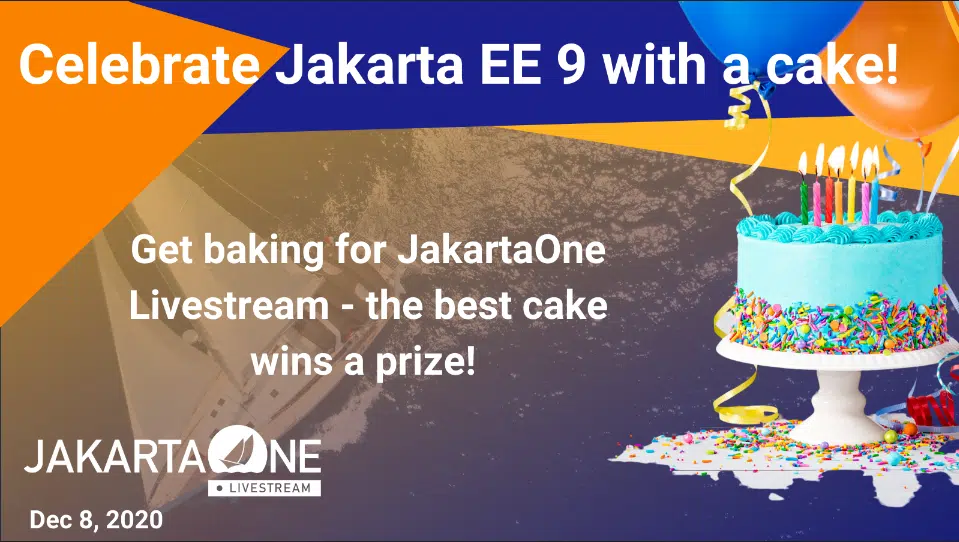 Celebrate Jakarta EE 9 with a cake!
Get baking for JakartaOne
Livestream - the best cake
wins a prize!
JAKARTAONE
• LIVESTREAM
Dec 8, 2020